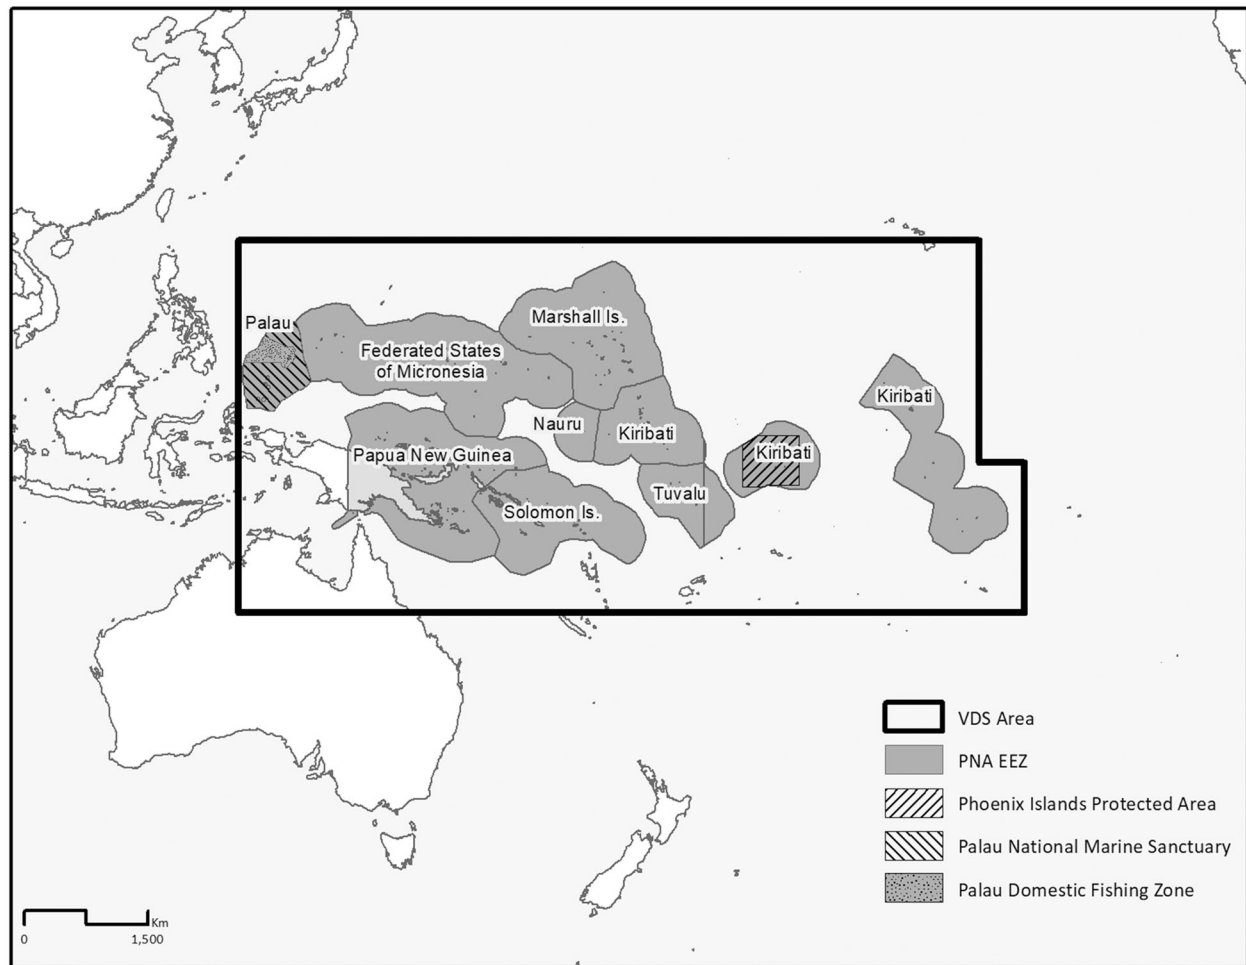 Marshall Is.
Palau
Federated States
of Micronesia
Kiribati
Nauru
Kiribati
Kiribati
Papua New Guinea
Tuvalu
Solomon Is.
VDS Area
PNA EEZ
Phoenix Islands Protected Area
Palau National Marine Sanctuary
Palau Domestic Fishing Zone
Km
0 1,500